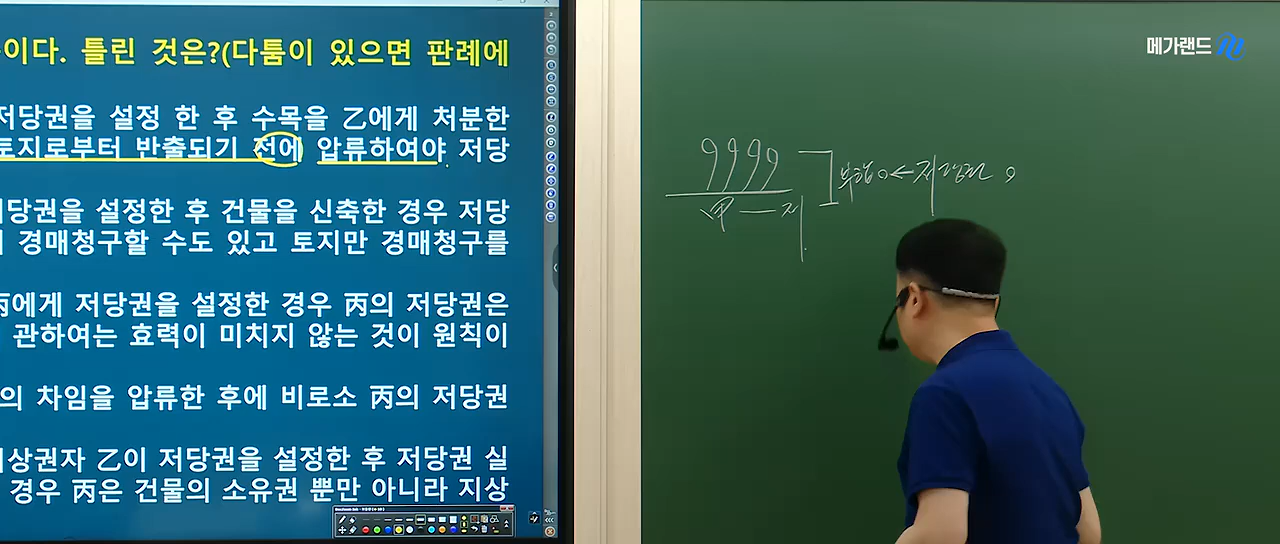 이다. 틀린 것은?(다툼이 있으면 판례에
저당권을 설정 한 후 수목을 乙에게 처분한
토지로부터 반출되기 전에 압류하여야 저당
당권을 설정한 후 건물을 신축한 경우 저당
경매청구할 수도 있고 토지만 경매청구를
丙에게 저당권을 설정한 경우 丙의 저당권은
관하여는 효력이 미치지 않는 것이 원칙이
의 차임을 압류한 후에 비로소 丙의 저당권
상권자 乙이 저당권을 설정한 후 저당권 실
경우 丙은 건물의 소유권 뿐만 아니라 지상
메가랜드
부합 ← 저당권
甲 — 지